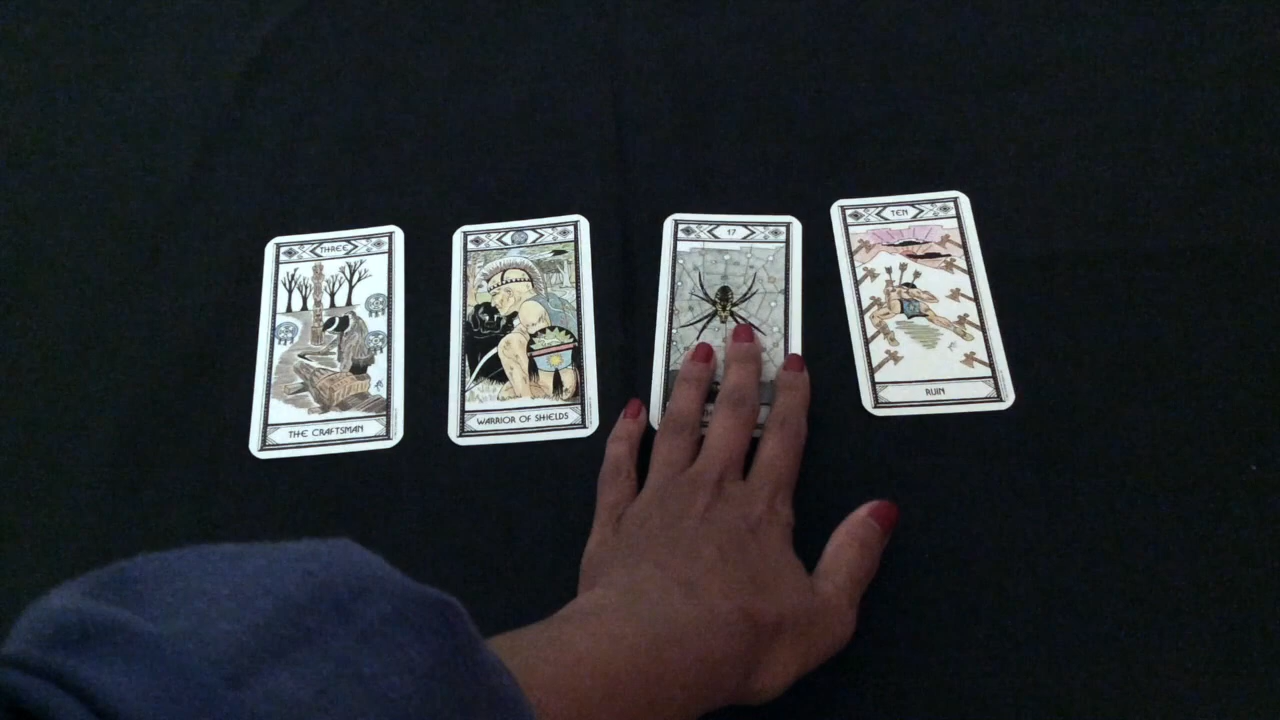 THREE
THE CRAFTSMAN
WARRIOR OF SHIELDS
17
TEN
RUIN